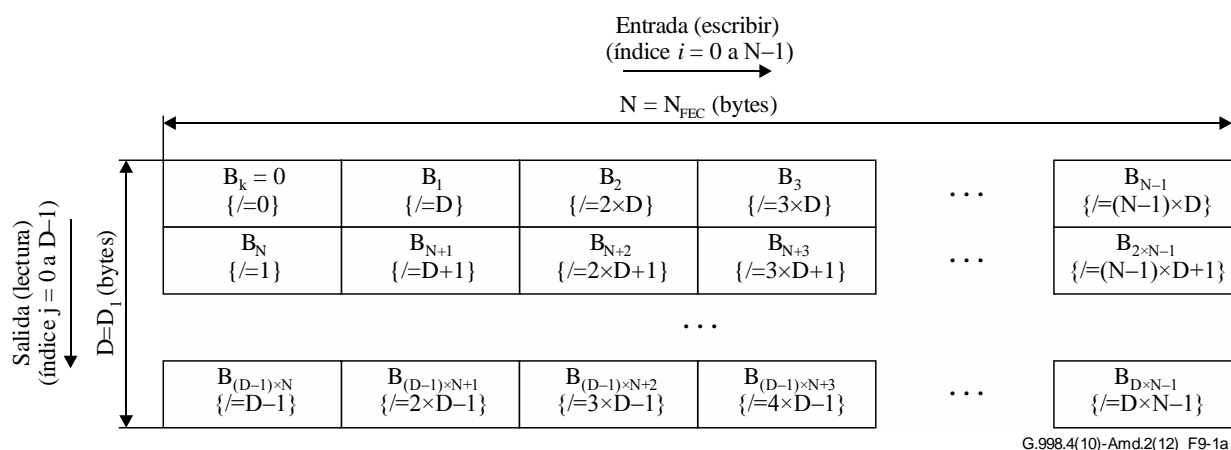 Entrada (escribir)
(índice i = 0 a N–1)
N = N_FEC (bytes)
Salida (lectura)
(índice j = 0 a D–1)
D=D_1 (bytes)
B_k = 0 B_1 B_2 B_3 ... B_N–1
{/=0} {/=D} {/=2×D} {/=3×D} {/=(N–1)×D}
B_N B_N+1 B_N+2 B_N+3 ... B_2×N–1
{/=1} {/=D+1} {/=2×D+1} {/=3×D+1} {/=(N–1)×D+1}
...
B_(D–1)×N B_(D–1)×N+1 B_(D–1)×N+2 B_(D–1)×N+3 ... B_D×N–1
{/=D–1} {/=2×D–1} {/=3×D–1} {/=4×D–1} {/=D×N–1}
G.998.4(10)-Amd.2(12)_F9-1a